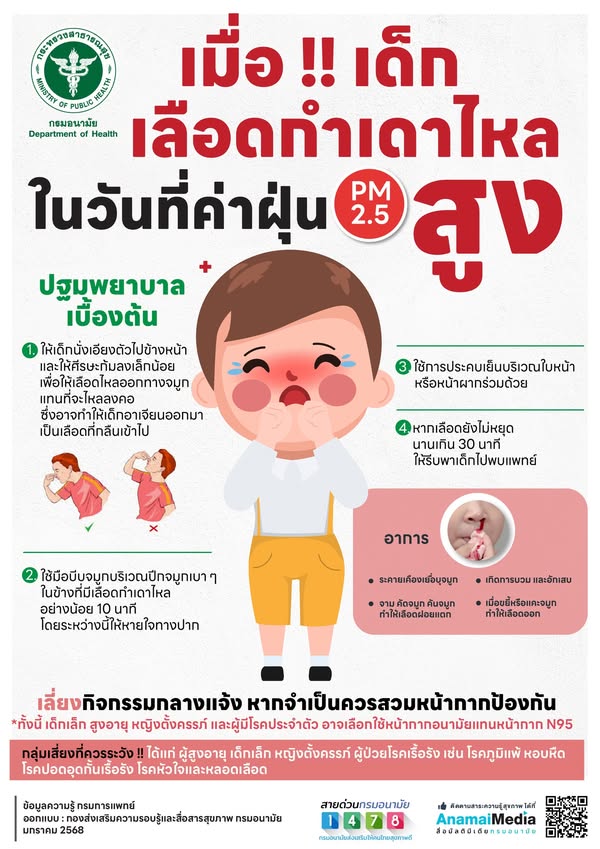 กระทรวงสาธารณสุข
MINISTRY OF PUBLIC HEALTH
กรมอนามัย
Department of Health
เมื่อ !! เด็ก
เลือดกำเดาไหล
ในวันที่ค่าฝุ่น PM 2.5 สูง
ปฐมพยาบาล
เบื้องต้น
1. ให้เด็กนั่งเอียงตัวไปข้างหน้า
และให้ศีรษะก้มลงเล็กน้อย
เพื่อให้เลือดไหลออกทางจมูก
แทนที่จะไหลลงคอ
ซึ่งอาจทำให้เด็กอาเจียนออกมา
เป็นเลือดที่กลืนเข้าไป
2. ใช้มือบีบจมูกบริเวณปีกจมูกเบา ๆ
ในข้างที่มีเลือดกำเดาไหล
อย่างน้อย 10 นาที
โดยระหว่างนี้ให้หายใจทางปาก
3 ใช้การประคบเย็นบริเวณใบหน้า
หรือหน้าผากร่วมด้วย
4 หากเลือดยังไม่หยุด
นานเกิน 30 นาที
ให้รีบพาเด็กไปพบแพทย์
อาการ
• ระคายเคืองเยื่อบุจมูก
• จาม คัดจมูก คันจมูก
ทำให้เลือดฝอยแตก
• เกิดการบวม และอักเสบ
• เมื่อขยี้หรือแคะจมูก
ทำให้เลือดออก
เลี่ยงกิจกรรมกลางแจ้ง หากจำเป็นควรสวมหน้ากากป้องกัน
*ทั้งนี้ เด็กเล็ก สูงอายุ หญิงตั้งครรภ์ และผู้มีโรคประจำตัว อาจเลือกใช้หน้ากากอนามัยแทนหน้ากาก N95
กลุ่มเสี่ยงที่ควรระวัง !! ได้แก่ ผู้สูงอายุ เด็กเล็ก หญิงตั้งครรภ์ ผู้ป่วยโรคเรื้อรัง เช่น โรคภูมิแพ้ หอบหืด
โรคปอดอุดกั้นเรื้อรัง โรคหัวใจและหลอดเลือด
ข้อมูลความรู้ กรมการแพทย์
ออกแบบ : กองส่งเสริมความรอบรู้และสื่อสารสุขภาพ กรมอนามัย
มกราคม 2568
สายด่วนกรมอนามัย
1 4 7 8
กรมอนามัยส่งเสริมให้คนไทยสุขภาพดี
ติดตามสาระความรู้สุขภาพ ได้ที่
AnamaiMedia
สื่อมัลติมีเดียกรมอนามัย